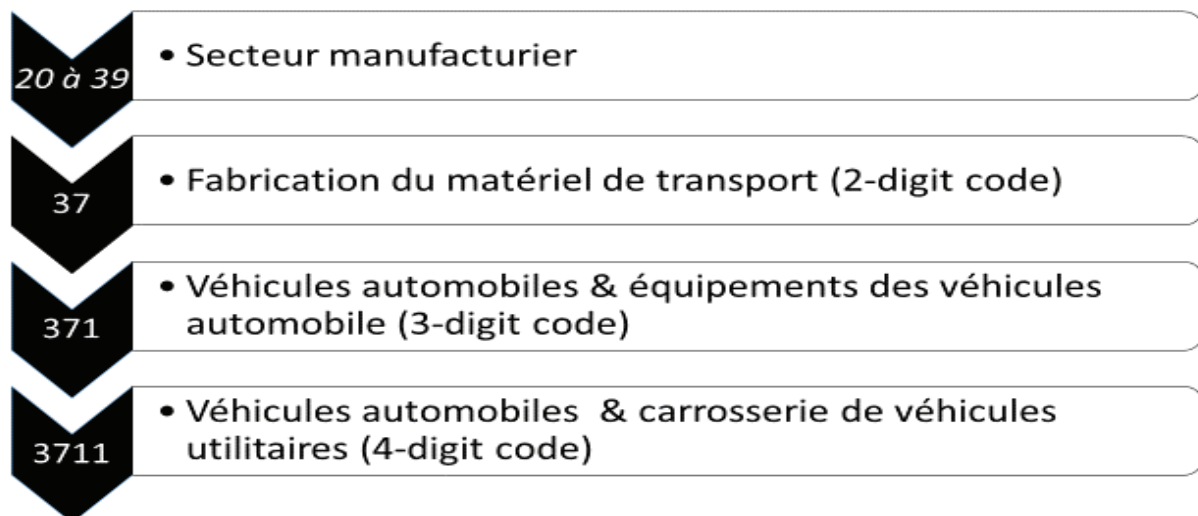 20 à 39
• Secteur manufacturier
37
• Fabrication du matériel de transport (2-digit code)
371
• Véhicules automobiles & équipements des véhicules
automobile (3-digit code)
3711
• Véhicules automobiles & carrosserie de véhicules
utilitaires (4-digit code)